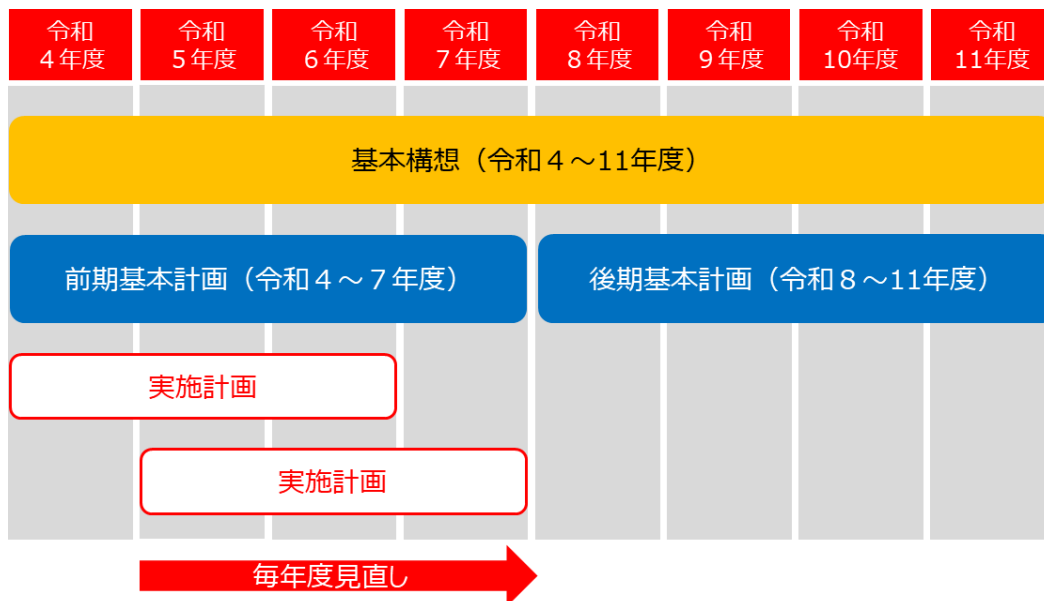 令和
４年度
令和
５年度
令和
６年度
令和
７年度
令和
８年度
令和
９年度
令和
10年度
令和
11年度
基本構想（令和４～11年度）
前期基本計画（令和４～７年度）
後期基本計画（令和８～11年度）
実施計画
実施計画
毎年度見直し